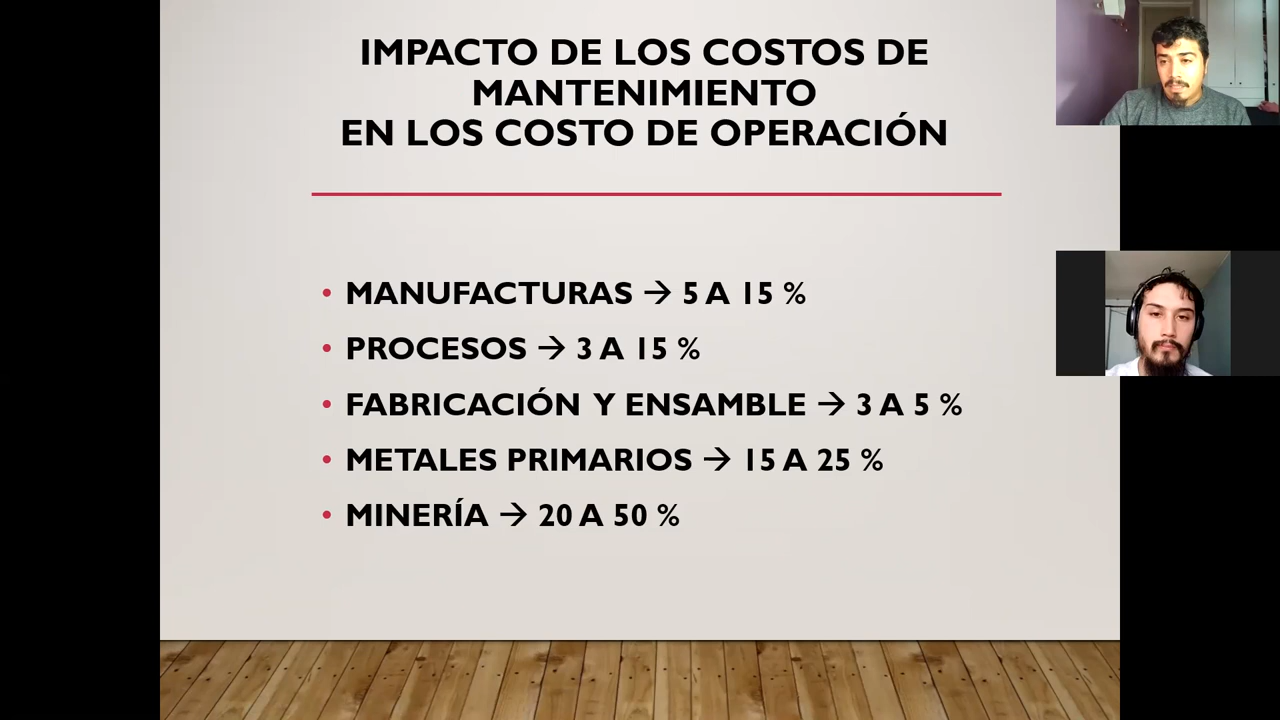 IMPACTO DE LOS COSTOS DE
MANTENIMIENTO
EN LOS COSTO DE OPERACIÓN
• MANUFACTURAS → 5 A 15 %
• PROCESOS → 3 A 15 %
• FABRICACIÓN Y ENSAMBLE → 3 A 5 %
• METALES PRIMARIOS → 15 A 25 %
• MINERÍA → 20 A 50 %